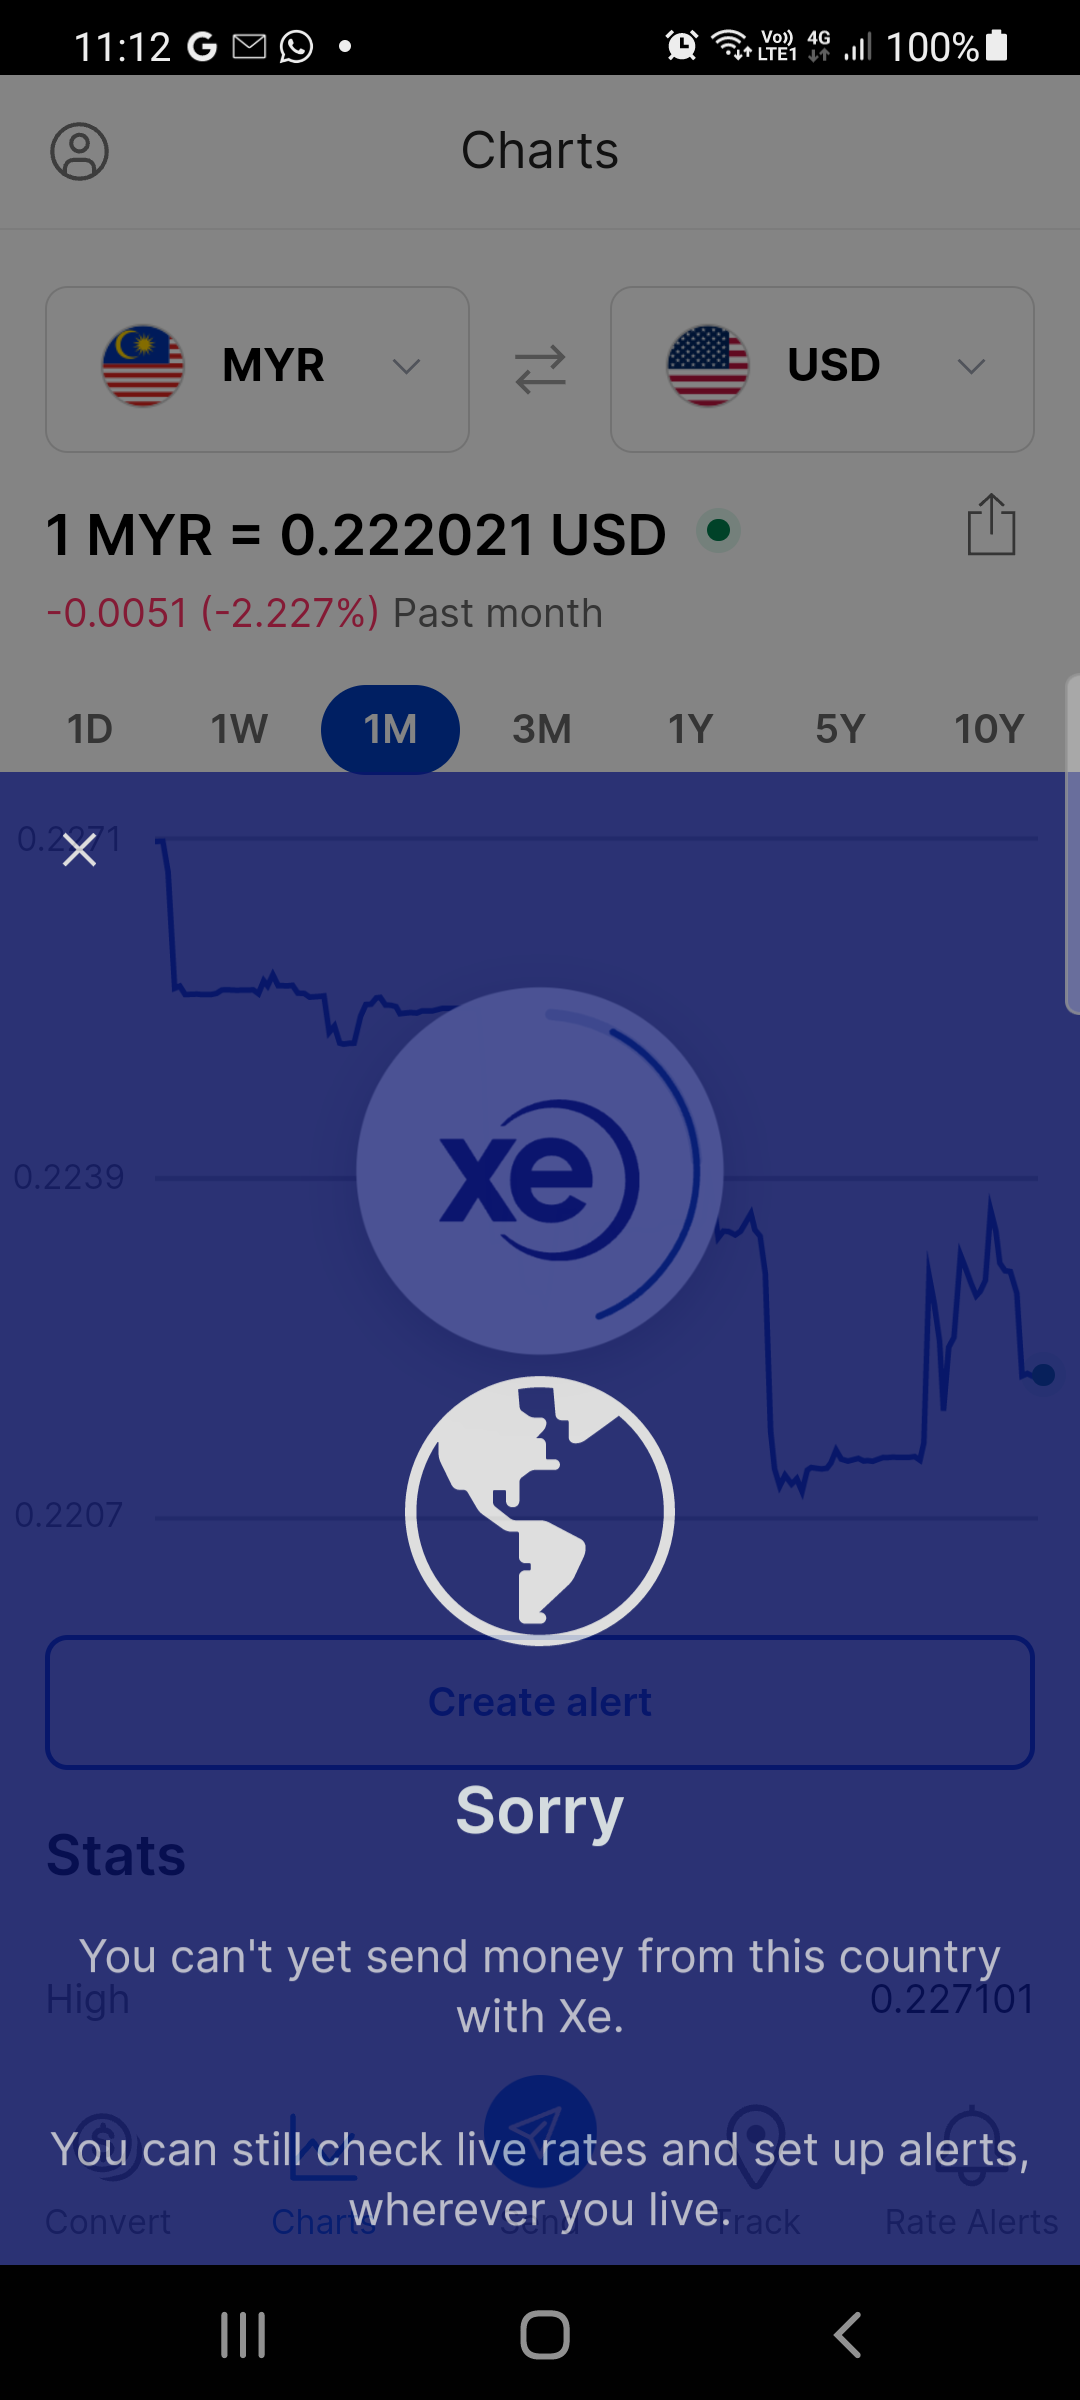 11:12
Vo))
LTE1
4G
100%
Charts
MYR
USD
1 MYR = 0.222021 USD
-0.0051 (-2.227%) Past month
1D 1W 1M 3M 1Y 5Y 10Y
0.2271
xe
0.2239
0.2207
Create alert
Sorry
Stats
You can't yet send money from this country
with Xe.
High 0.227101
You can still check live rates and set up alerts,
wherever you live.
Convert Charts Send Track Rate Alerts